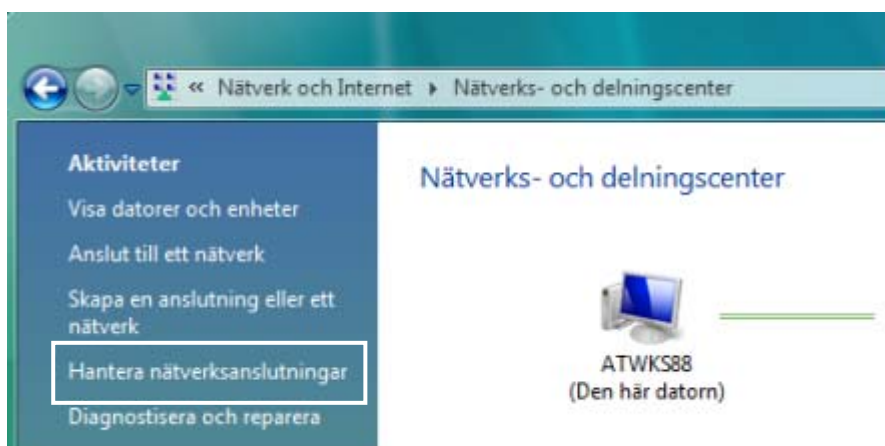 « Nätverk och Internet ▸ Nätverks- och delningscenter
Aktiviteter
Visa datorer och enheter
Anslut till ett nätverk
Skapa en anslutning eller ett
nätverk
Hantera nätverksanslutningar
Diagnostisera och reparera
Nätverks- och delningscenter
ATWKS88
(Den här datorn)